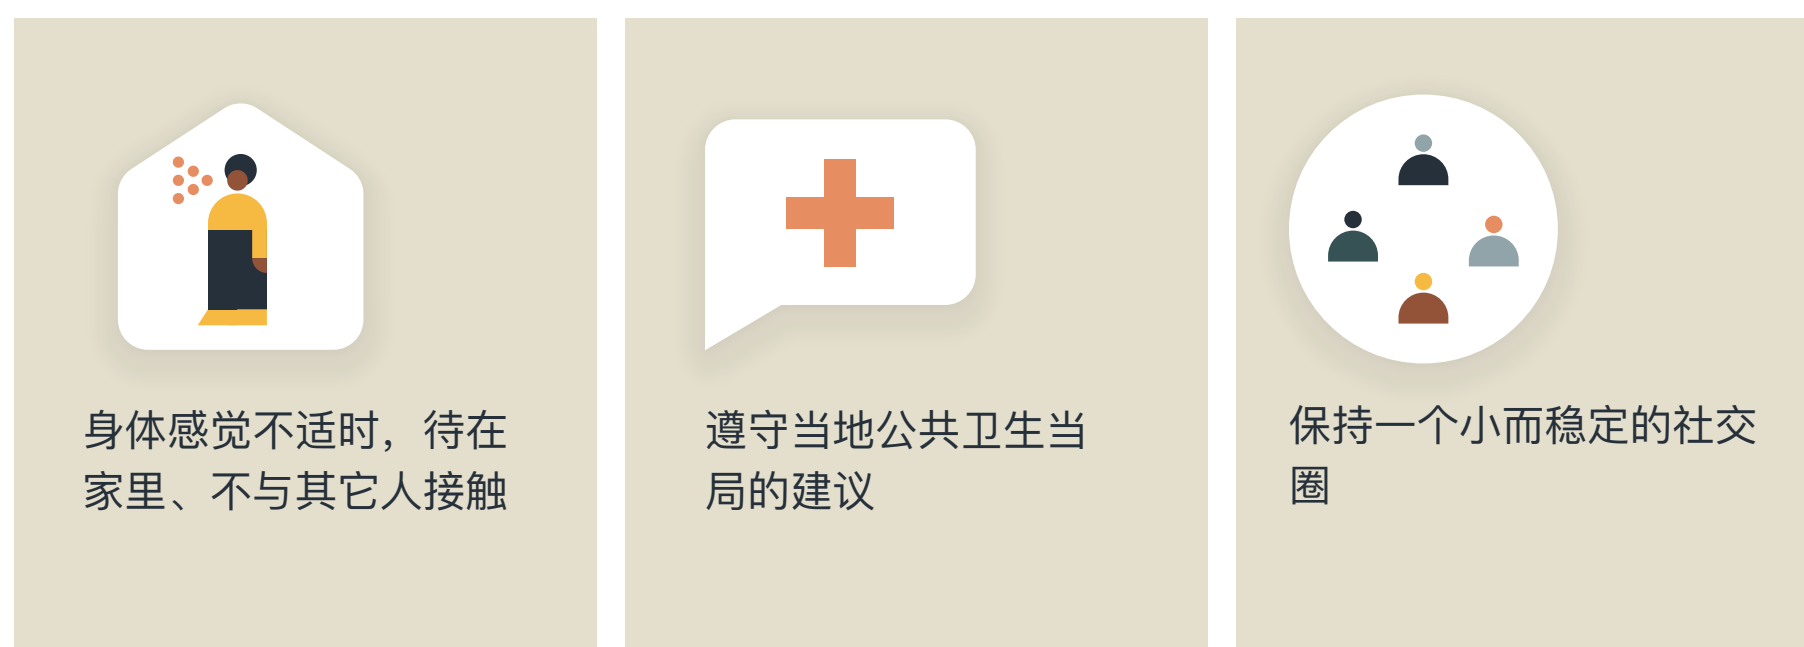 身体感觉不适时，待在
家里、不与其它人接触
遵守当地公共卫生当
局的建议
保持一个小而稳定的社交
圈